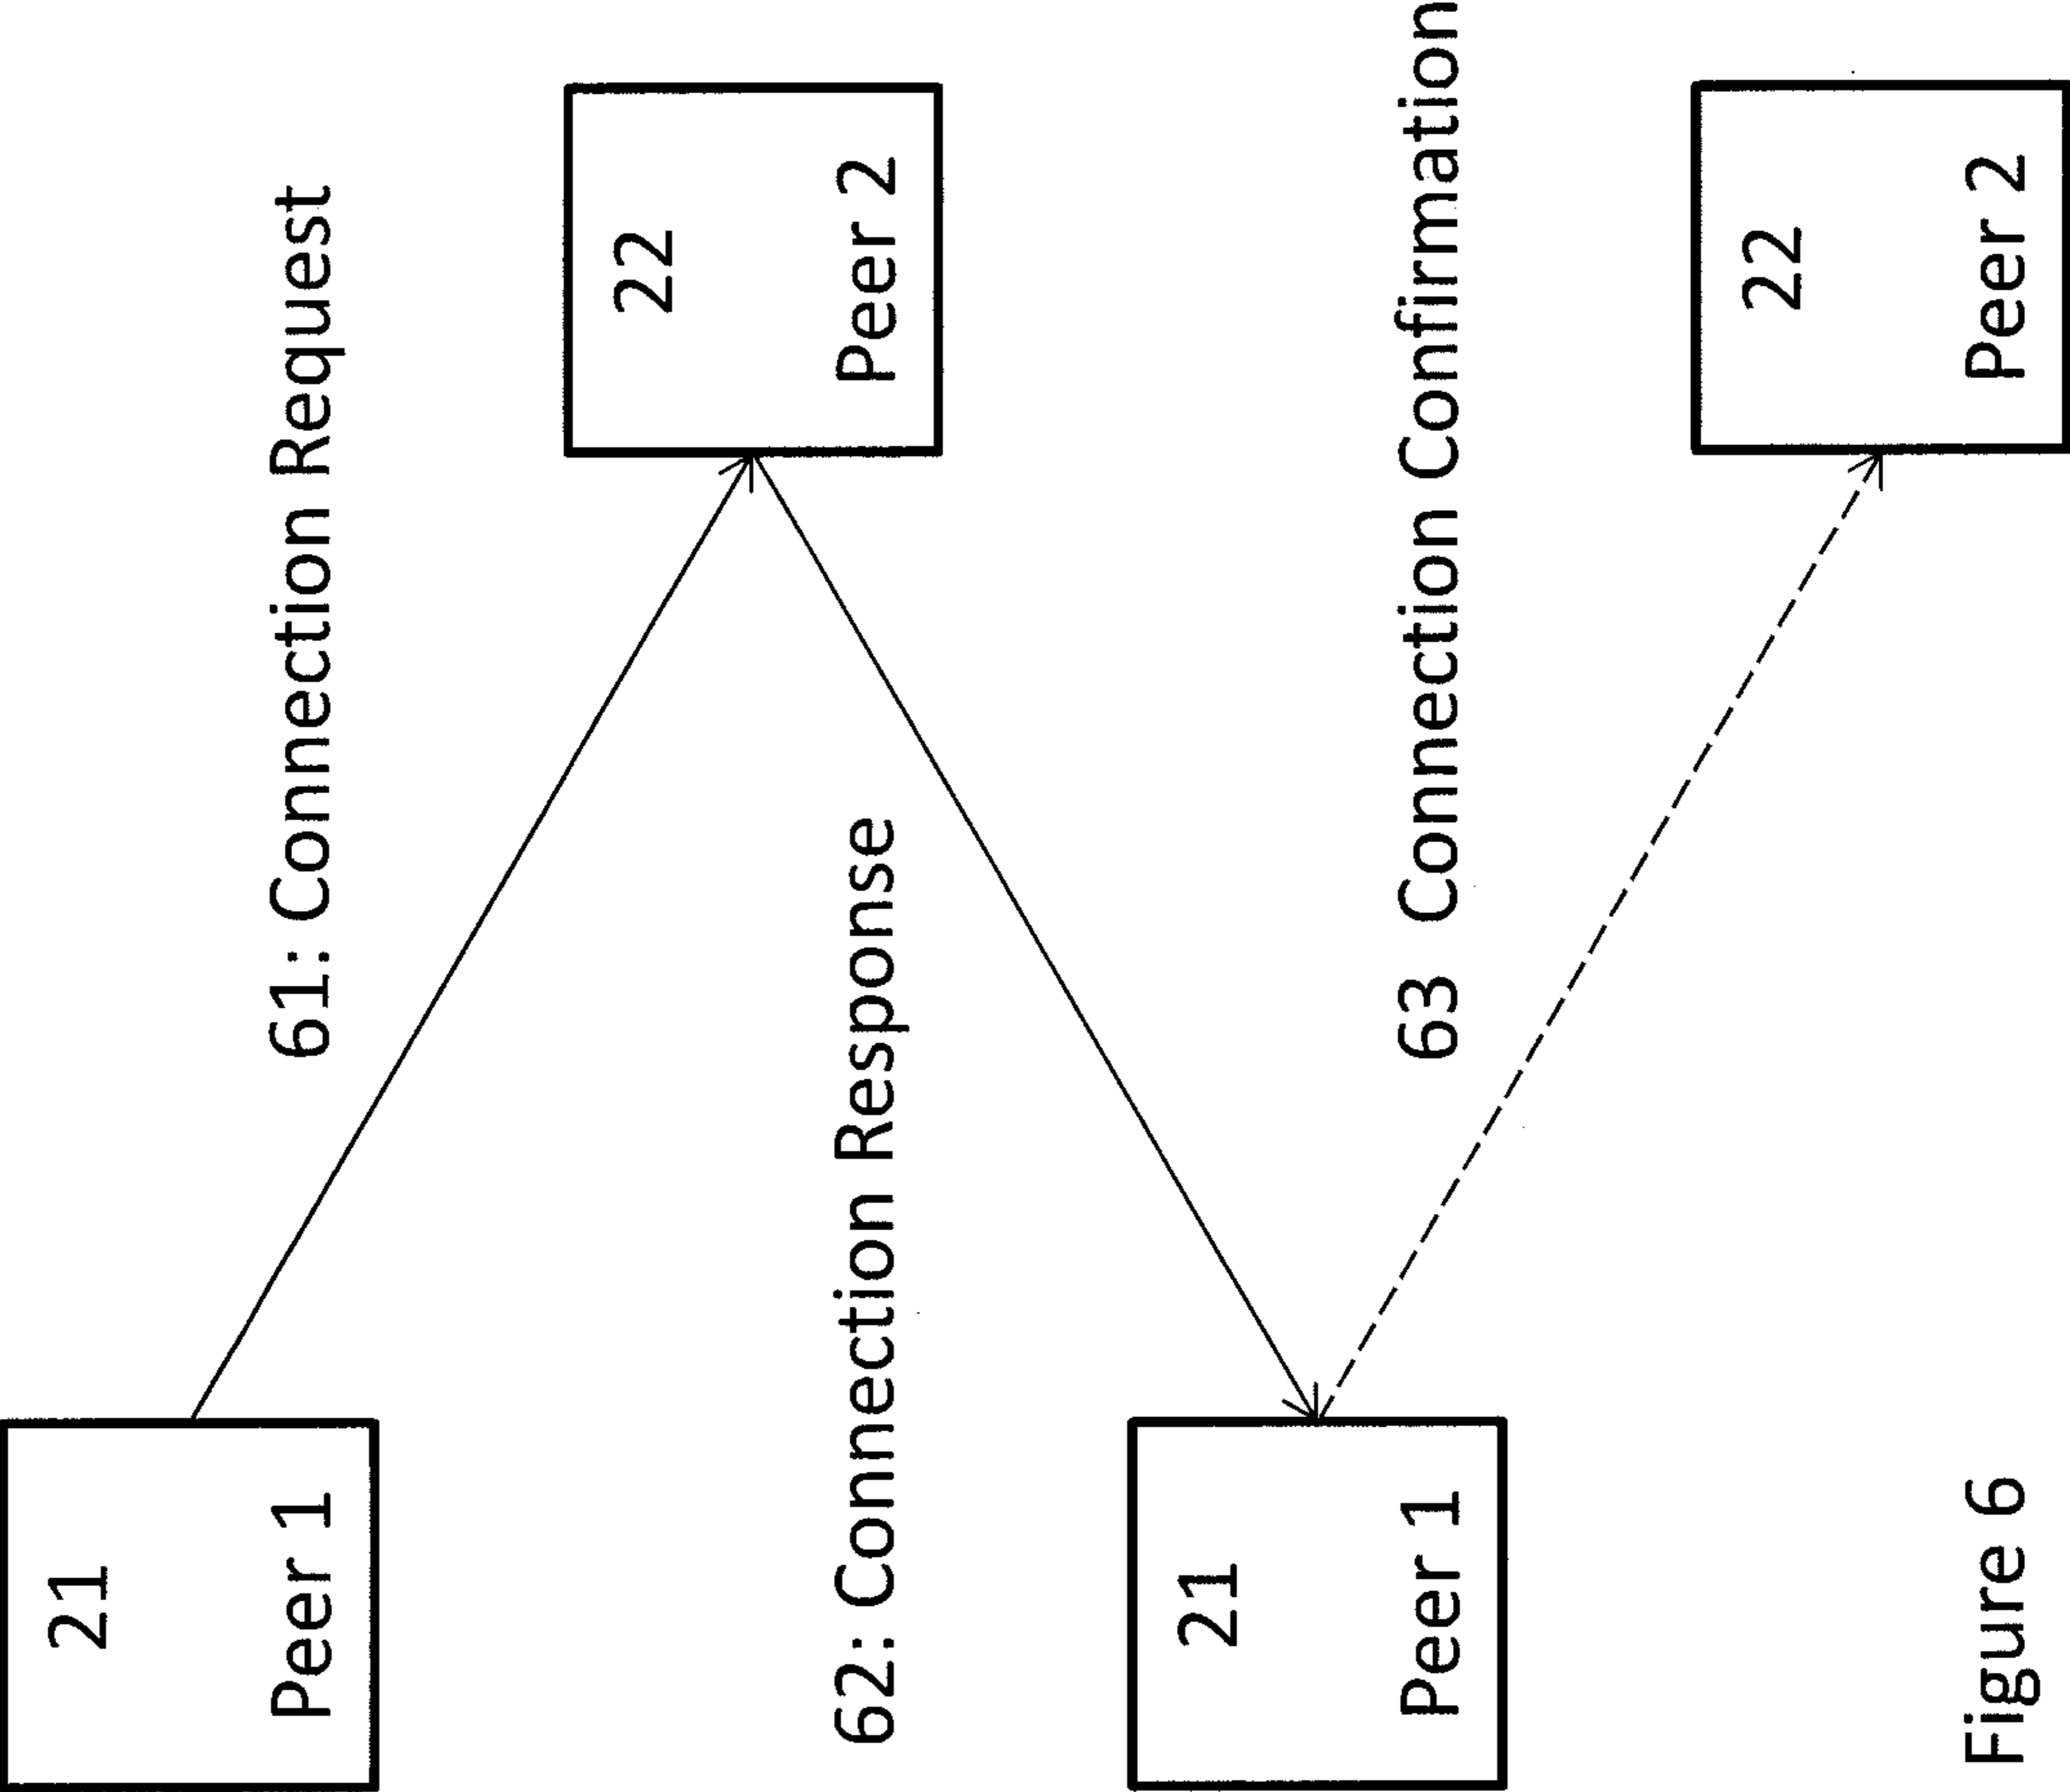 21
Peer 1
61: Connection Request
22
Peer 2
62: Connection Response
21
Peer 1
63 Connection Confirmation
22
Peer 2
Figure 6